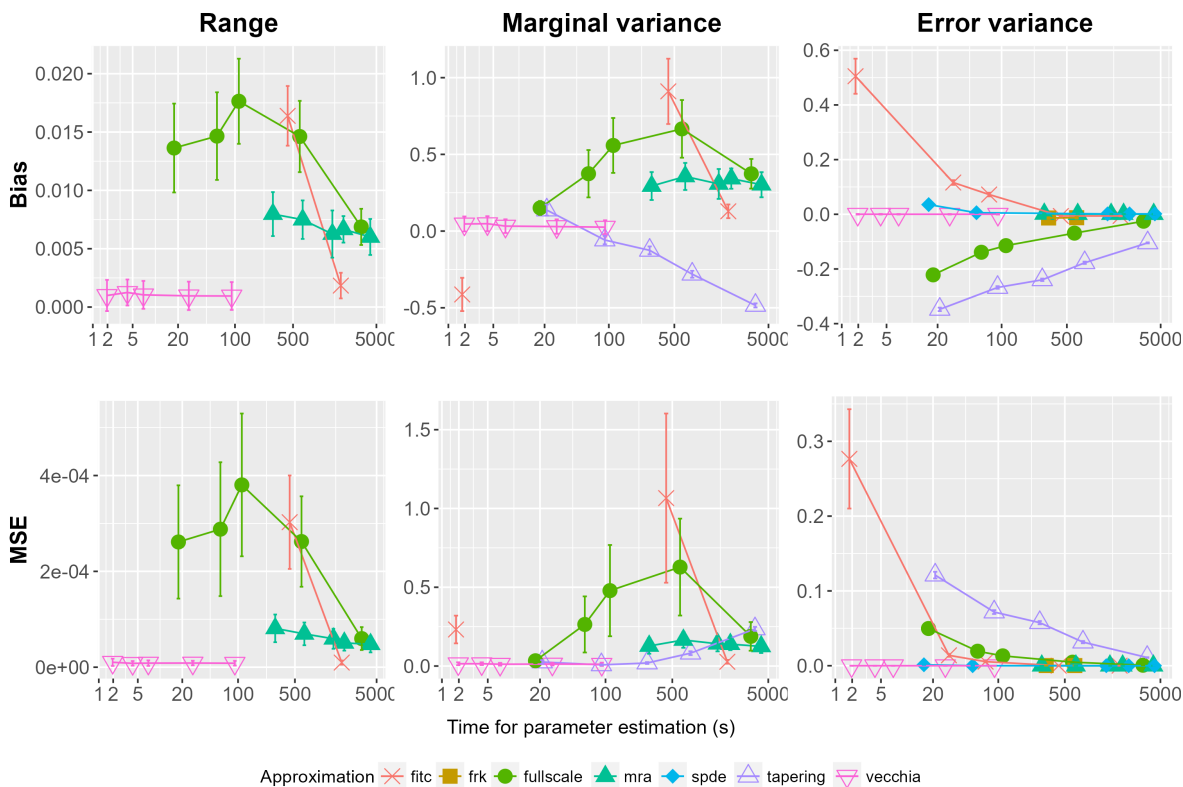 Range Marginal variance Error variance
Bias
0.020
0.015
0.010
0.005
0.000
1 2 5 20 100 500 5000
1.0
0.5
0.0
-0.5
1 2 5 20 100 500 5000
0.6
0.4
0.2
0.0
-0.2
-0.4
1 2 5 20 100 500 5000
MSE
4e-04
2e-04
0e+00
1 2 5 20 100 500 5000
1.5
1.0
0.5
0.0
1 2 5 20 100 500 5000
0.3
0.2
0.1
0.0
1 2 5 20 100 500 5000
Time for parameter estimation (s)
Approximation fitc frk fullscale mra spde tapering vecchia